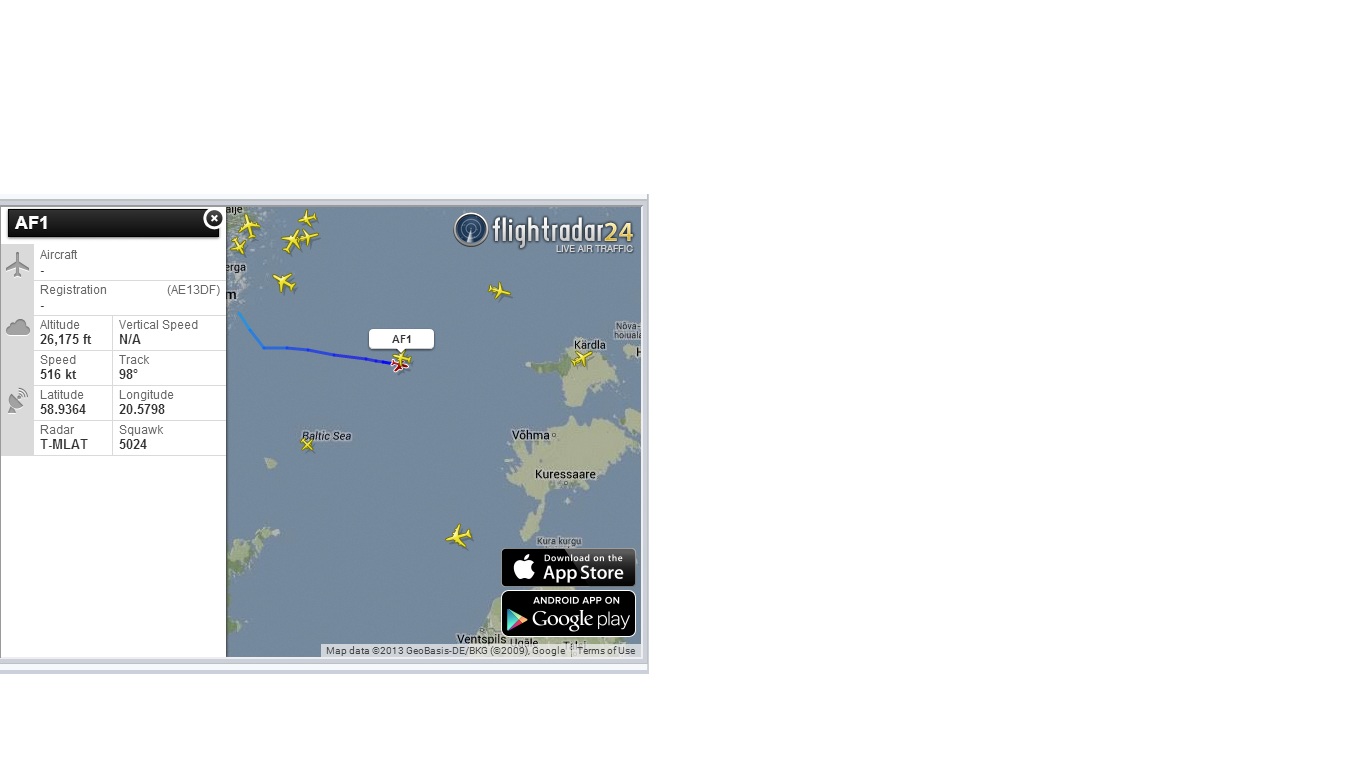 AF1
Aircraft
-
Registration (AE13DF)
-
Altitude Vertical Speed
26,175 ft N/A
Speed Track
516 kt 98°
Latitude Longitude
58.9364 20.5798
Radar Squawk
T-MLAT 5024
flightradar24
LIVE AIR TRAFFIC
erga
m
AF1
Kärdla
Baltic Sea
Võhma
Kuressaare
Kura kurgu
Download on the
App Store
ANDROID APP ON
Google play
Ventspils Ugāle
Map data ©2013 GeoBasis-DE/BKG (©2009), Google Terms of Use